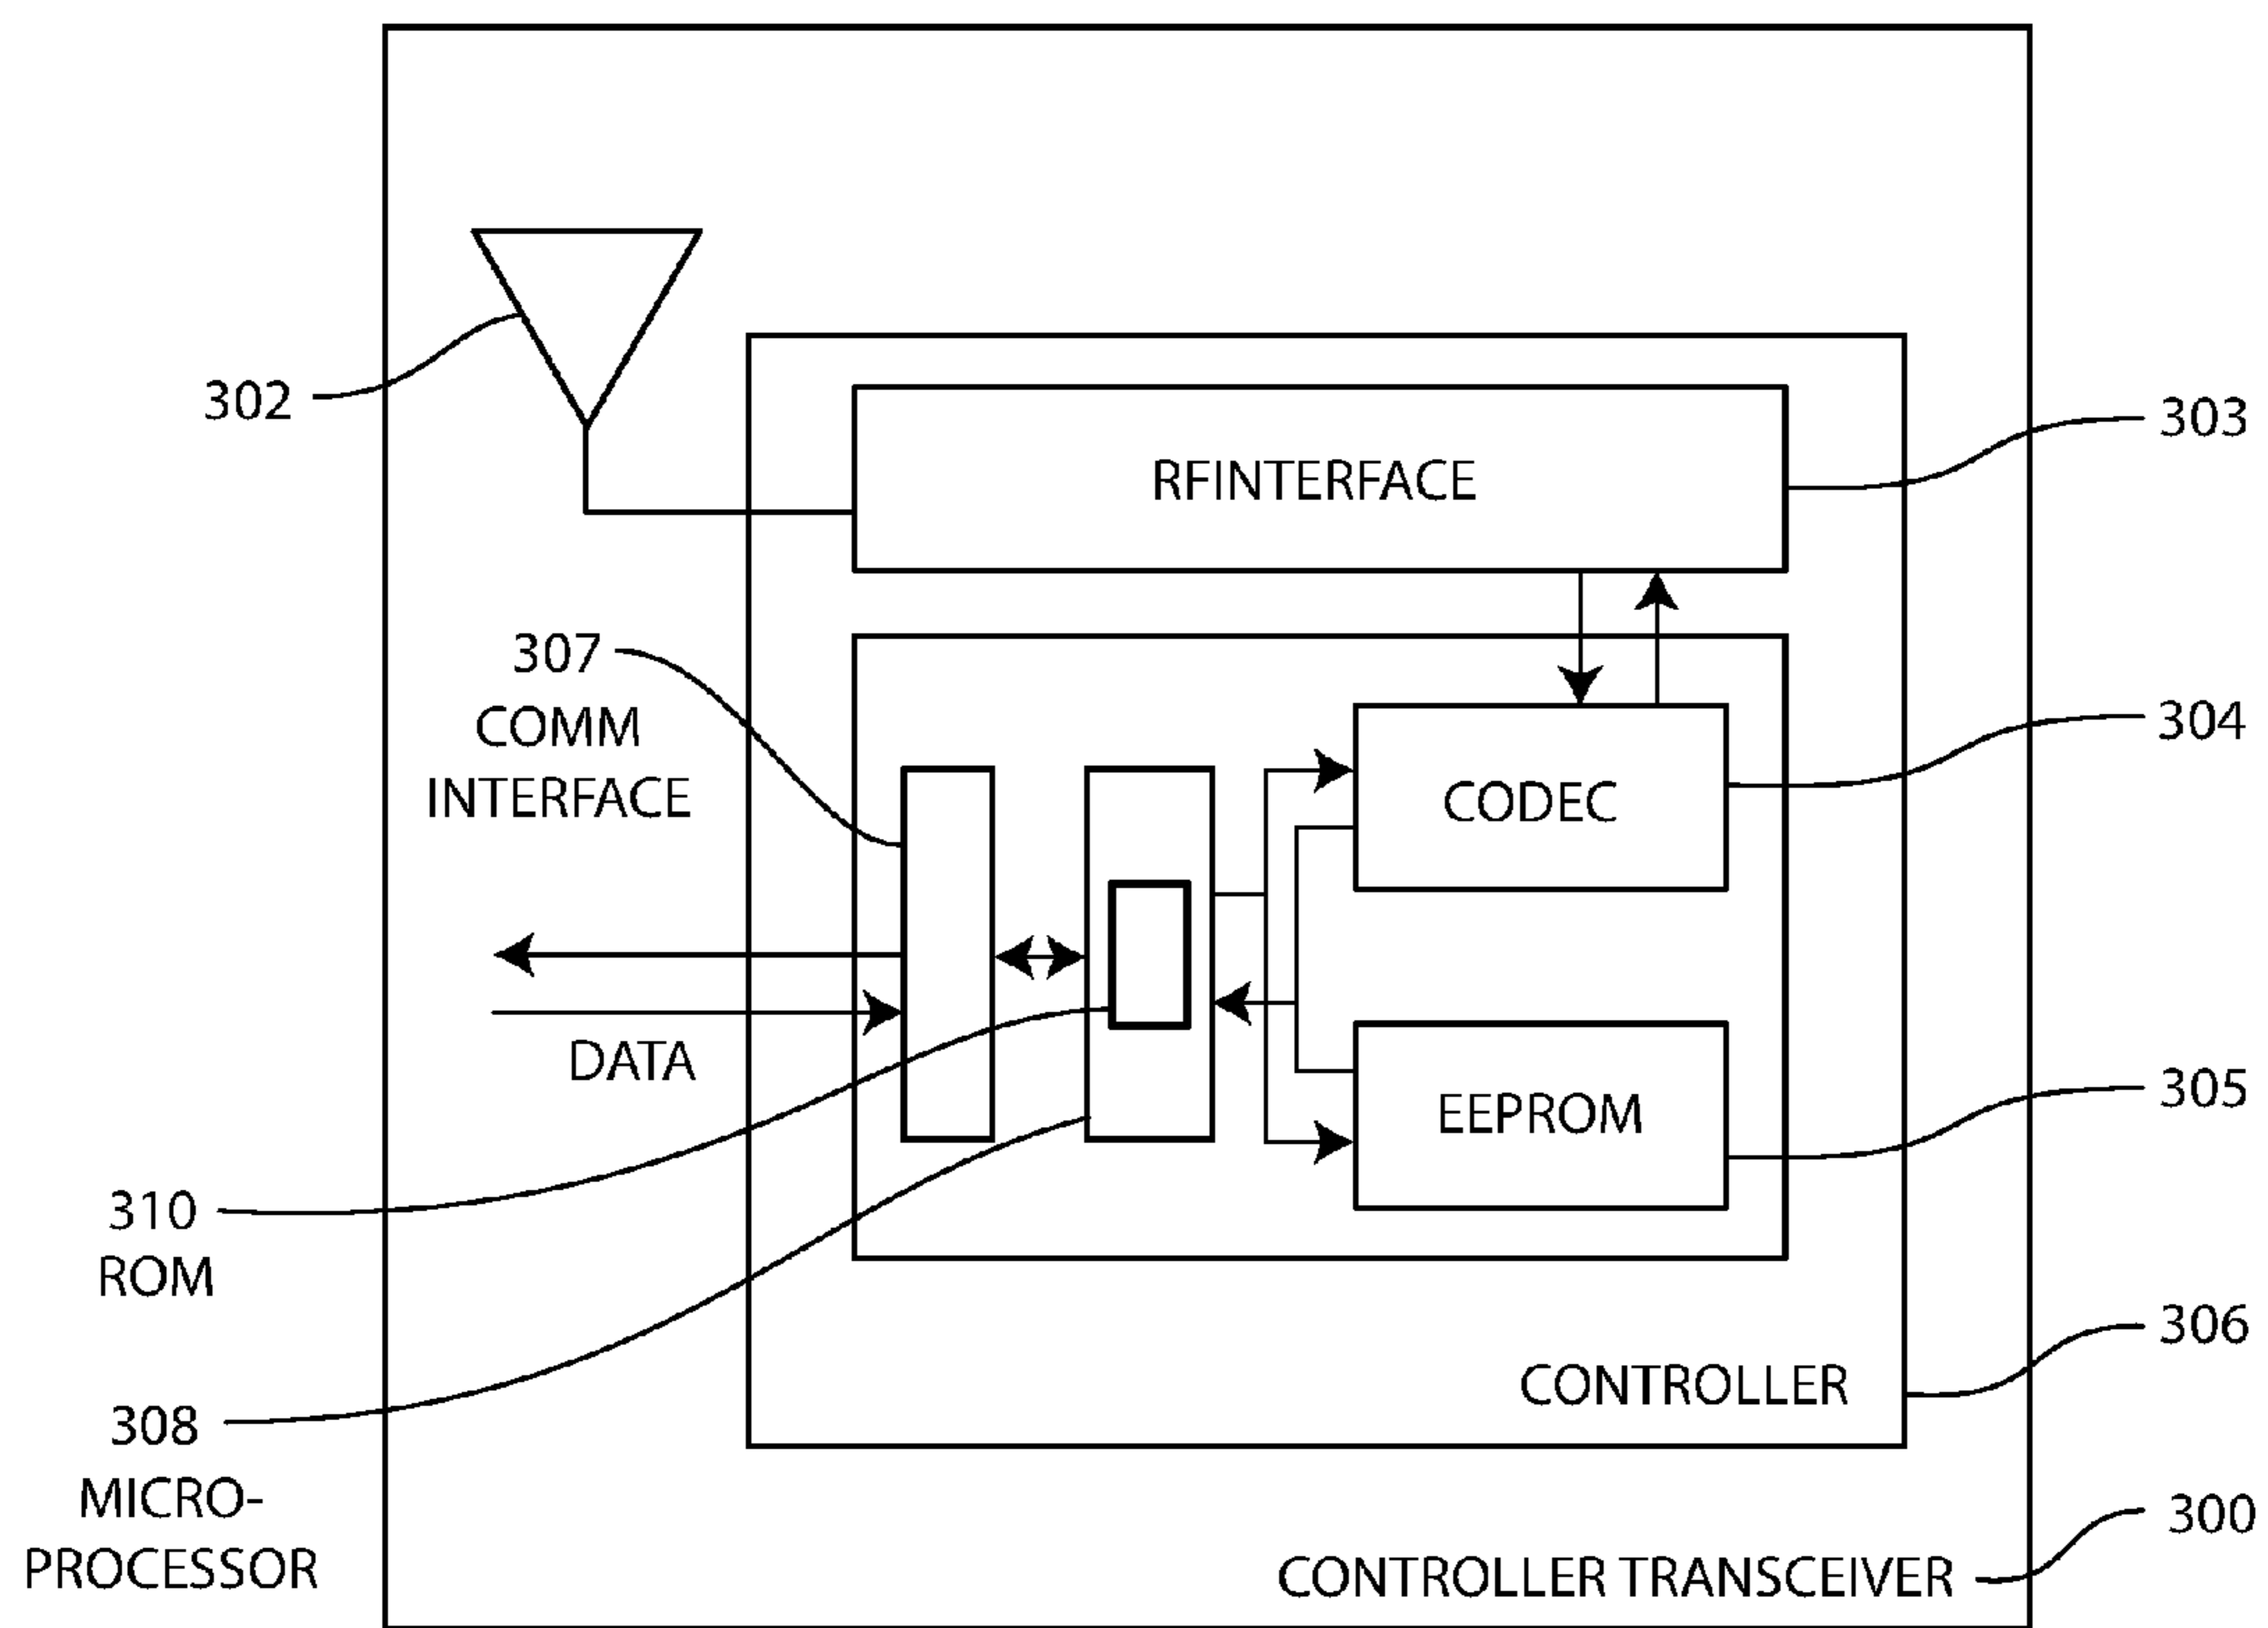 302
RFINTERFACE
303
307
COMM
INTERFACE
304
CODEC
DATA
305
EEPROM
310
ROM
306
CONTROLLER
308
MICRO-
PROCESSOR
300
CONTROLLER TRANSCEIVER